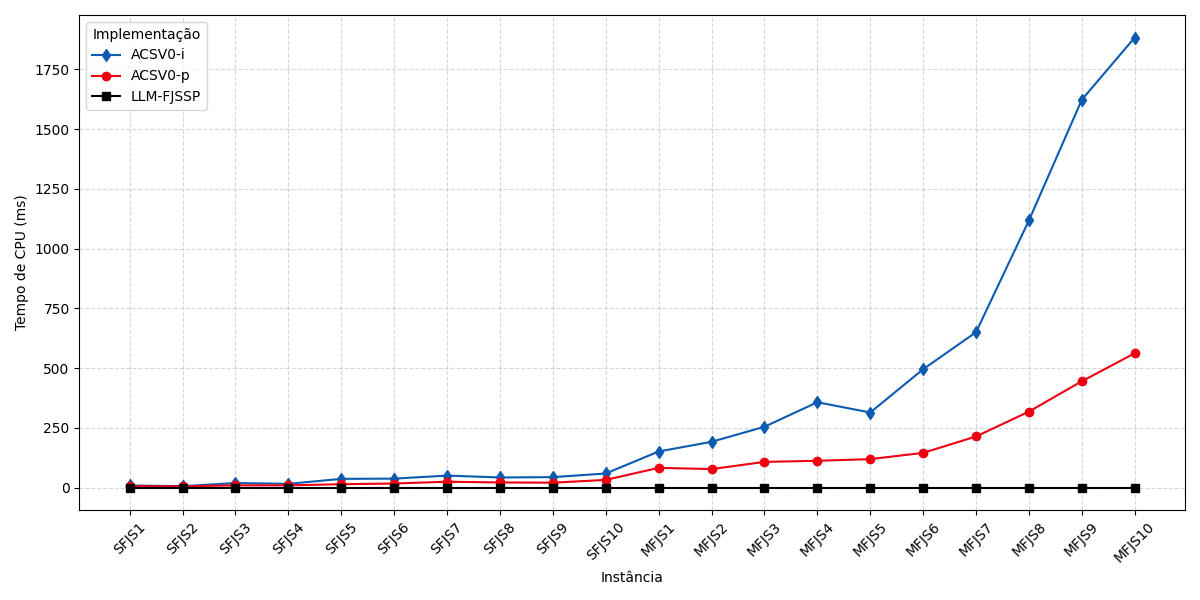 Implementação
ACSV0-i
ACSV0-p
LLM-FJSSP
Tempo de CPU (ms)
1750
1500
1250
1000
750
500
250
0
SFJS1 SFJS2 SFJS3 SFJS4 SFJS5 SFJS6 SFJS7 SFJS8 SFJS9 SFJS10 MFJS1 MFJS2 MFJS3 MFJS4 MFJS5 MFJS6 MFJS7 MFJS8 MFJS9 MFJS10
Instância